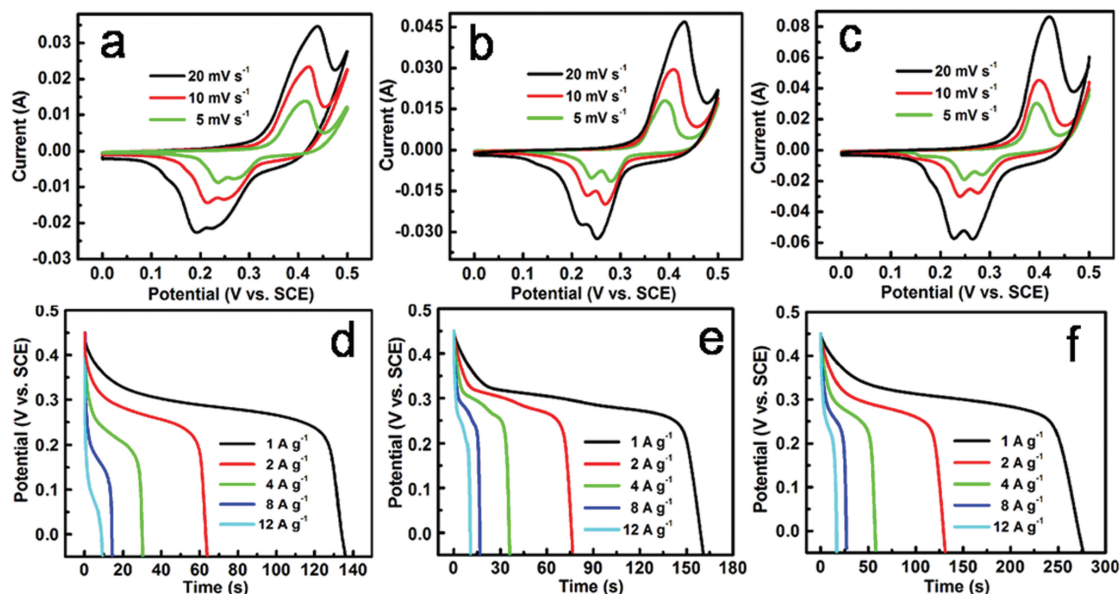 a
0.03
0.02
0.01
0.00
-0.01
-0.02
-0.03
Current (A)
20 mV s⁻¹
10 mV s⁻¹
5 mV s⁻¹
0.0 0.1 0.2 0.3 0.4 0.5
Potential (V vs. SCE)
b
0.045
0.030
0.015
0.000
-0.015
-0.030
Current (A)
20 mV s⁻¹
10 mV s⁻¹
5 mV s⁻¹
0.0 0.1 0.2 0.3 0.4 0.5
Potential (V vs. SCE)
c
0.08
0.06
0.04
0.02
0.00
-0.02
-0.04
-0.06
Current (A)
20 mV s⁻¹
10 mV s⁻¹
5 mV s⁻¹
0.0 0.1 0.2 0.3 0.4 0.5
Potential (V vs. SCE)
d
0.5
0.4
0.3
0.2
0.1
0.0
Potential (V vs. SCE)
1 A g⁻¹
2 A g⁻¹
4 A g⁻¹
8 A g⁻¹
12 A g⁻¹
0 20 40 60 80 100 120 140
Time (s)
e
0.5
0.4
0.3
0.2
0.1
0.0
Potential (V vs. SCE)
1 A g⁻¹
2 A g⁻¹
4 A g⁻¹
8 A g⁻¹
12 A g⁻¹
0 30 60 90 120 150 180
Time (s)
f
0.5
0.4
0.3
0.2
0.1
0.0
Potential (V vs. SCE)
1 A g⁻¹
2 A g⁻¹
4 A g⁻¹
8 A g⁻¹
12 A g⁻¹
0 50 100 150 200 250 300
Time (s)